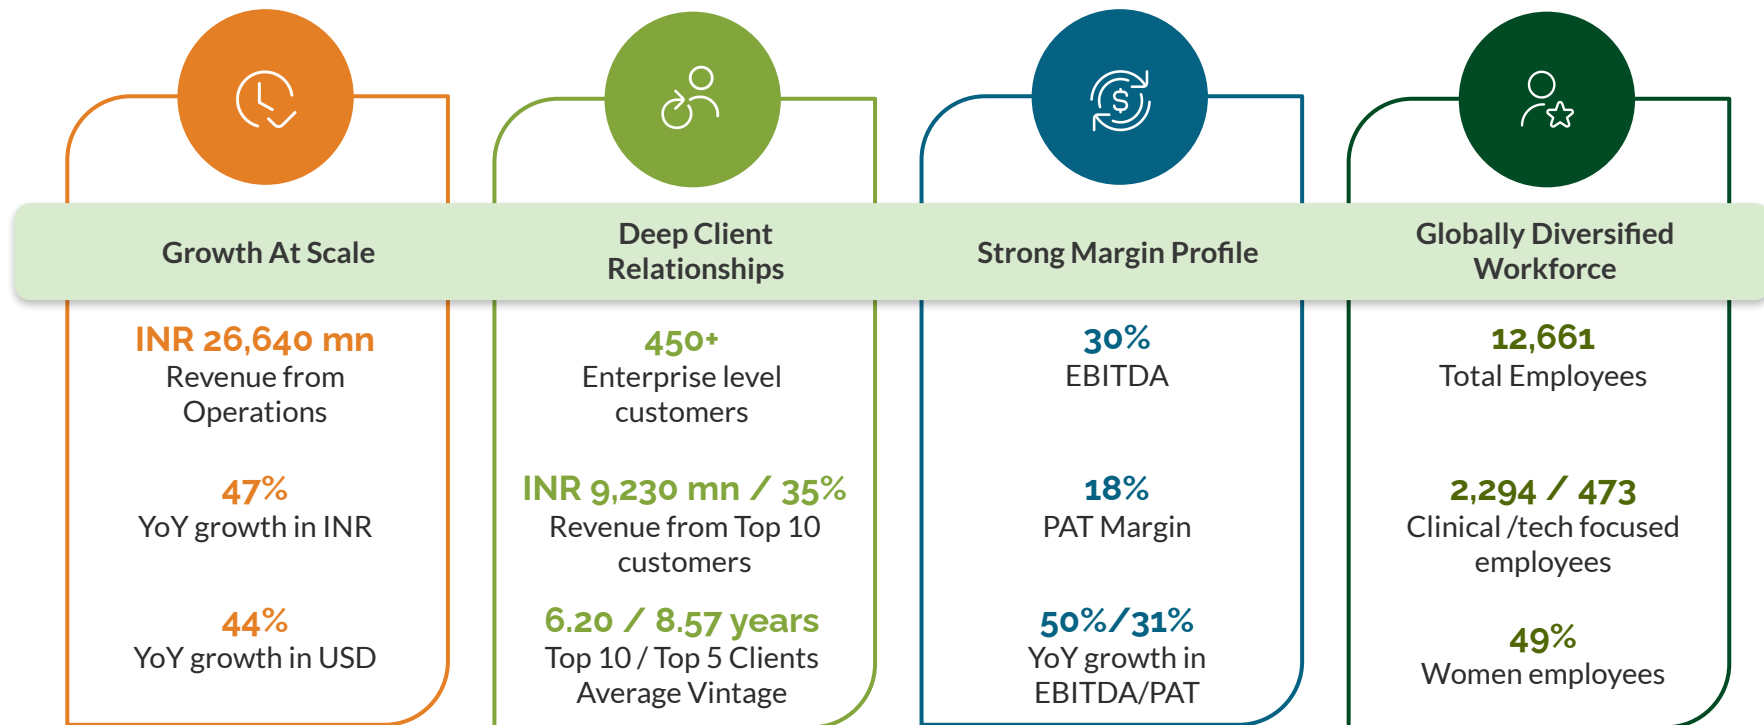 Growth At Scale
INR 26,640 mn
Revenue from
Operations
47%
YoY growth in INR
44%
YoY growth in USD
Deep Client
Relationships
450+
Enterprise level
customers
INR 9,230 mn / 35%
Revenue from Top 10
customers
6.20 / 8.57 years
Top 10 / Top 5 Clients
Average Vintage
$
Strong Margin Profile
30%
EBITDA
18%
PAT Margin
50%/31%
YoY growth in
EBITDA/PAT
Globally Diversified
Workforce
12,661
Total Employees
2,294 / 473
Clinical /tech focused
employees
49%
Women employees